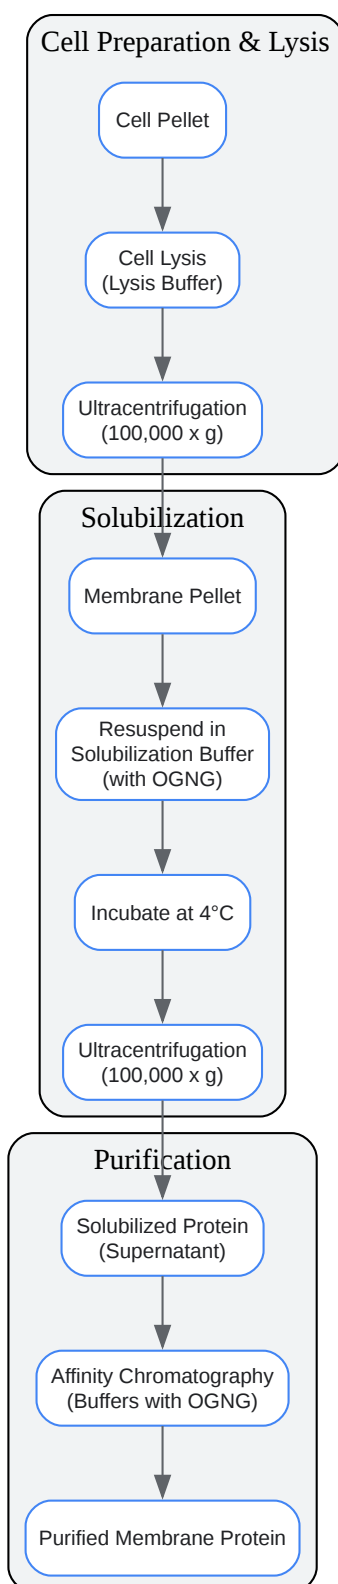 Cell Preparation & Lysis
Cell Pellet
Cell Lysis
(Lysis Buffer)
Ultracentrifugation
(100,000 x g)
Solubilization
Membrane Pellet
Resuspend in
Solubilization Buffer
(with OGNG)
Incubate at 4°C
Ultracentrifugation
(100,000 x g)
Purification
Solubilized Protein
(Supernatant)
Affinity Chromatography
(Buffers with OGNG)
Purified Membrane Protein